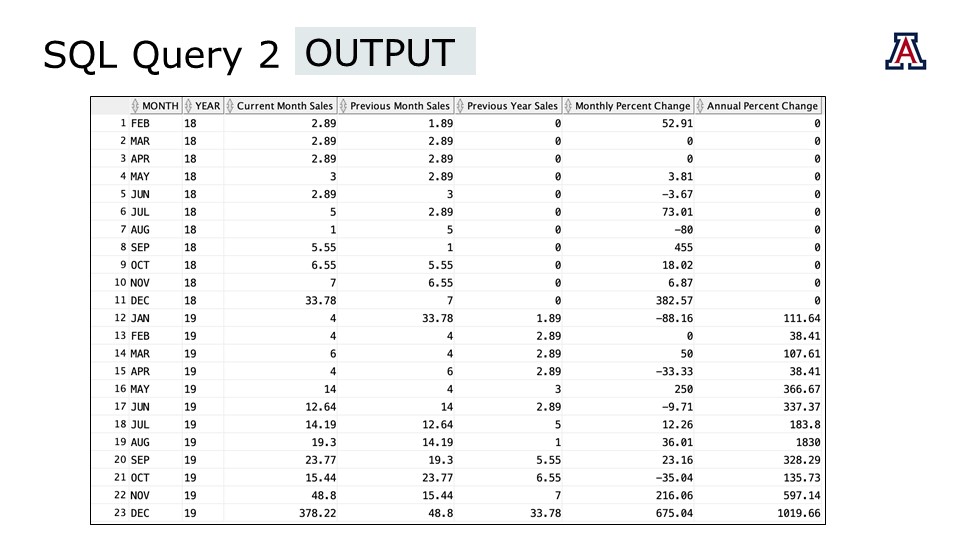 SQL Query 2 OUTPUT
A
MONTH YEAR Current Month Sales Previous Month Sales Previous Year Sales Monthly Percent Change Annual Percent Change
1 FEB 18 2.89 1.89 0 52.91 0
2 MAR 18 2.89 2.89 0 0 0
3 APR 18 2.89 2.89 0 0 0
4 MAY 18 3 2.89 0 3.81 0
5 JUN 18 2.89 3 0 -3.67 0
6 JUL 18 5 2.89 0 73.01 0
7 AUG 18 1 5 0 -80 0
8 SEP 18 5.55 1 0 455 0
9 OCT 18 6.55 5.55 0 18.02 0
10 NOV 18 7 6.55 0 6.87 0
11 DEC 18 33.78 7 0 382.57 0
12 JAN 19 4 33.78 1.89 -88.16 111.64
13 FEB 19 4 4 2.89 0 38.41
14 MAR 19 6 4 2.89 50 107.61
15 APR 19 4 6 2.89 -33.33 38.41
16 MAY 19 14 4 3 250 366.67
17 JUN 19 12.64 14 2.89 -9.71 337.37
18 JUL 19 14.19 12.64 5 12.26 183.8
19 AUG 19 19.3 14.19 1 36.01 1830
20 SEP 19 23.77 19.3 5.55 23.16 328.29
21 OCT 19 15.44 23.77 6.55 -35.04 135.73
22 NOV 19 48.8 15.44 7 216.06 597.14
23 DEC 19 378.22 48.8 33.78 675.04 1019.66